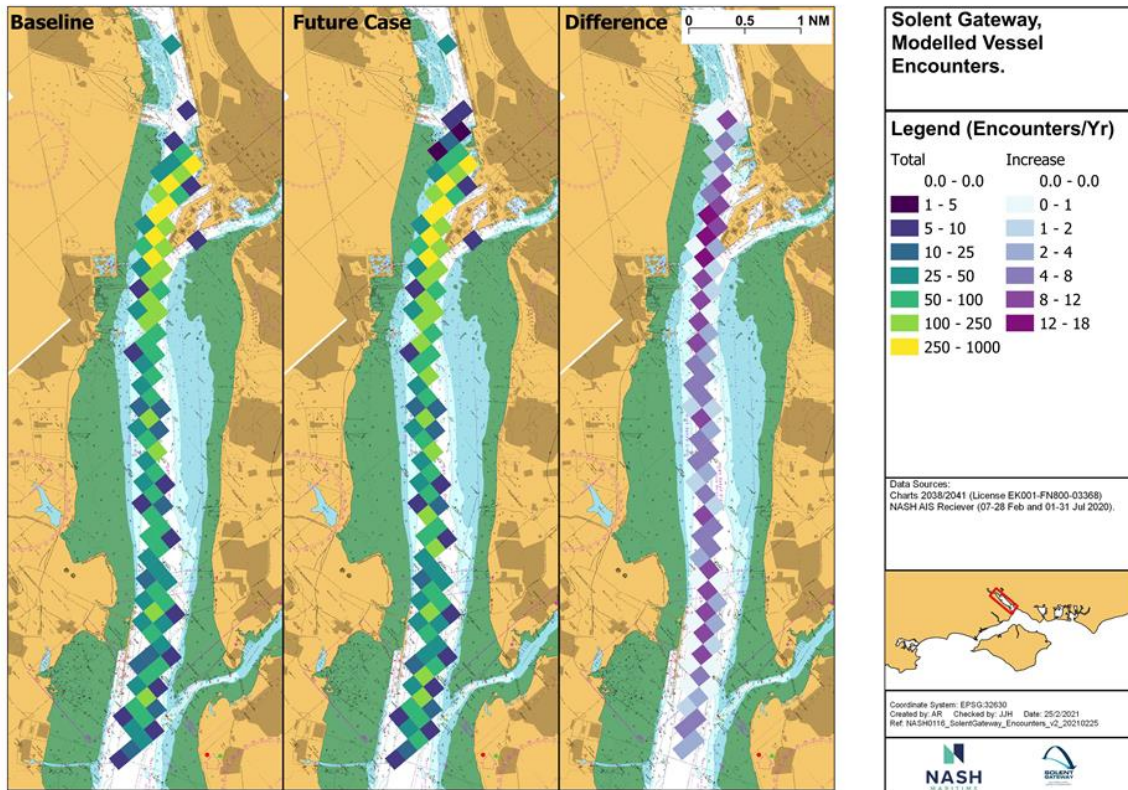 Baseline
Future Case
Difference
0 0.5 1 NM
Solent Gateway,
Modelled Vessel
Encounters.
Legend (Encounters/Yr)
Total Increase
0.0 - 0.0 0.0 - 0.0
1 - 5 0 - 1
5 - 10 1 - 2
10 - 25 2 - 4
25 - 50 4 - 8
50 - 100 8 - 12
100 - 250 12 - 18
250 - 1000
Data Sources:
Charts 2038/2041 (License EK001-FN800-03368)
NASH AIS Reciever (07-28 Feb and 01-31 Jul 2020).
Coordinate System: EPSG:32630
Created by: AR Checked by: JJH Date: 25/2/2021
Ref: NASH0116_SolentGateway_Encounters_v2_20210225
NASH
MARITIME
SOLENT
GATEWAY